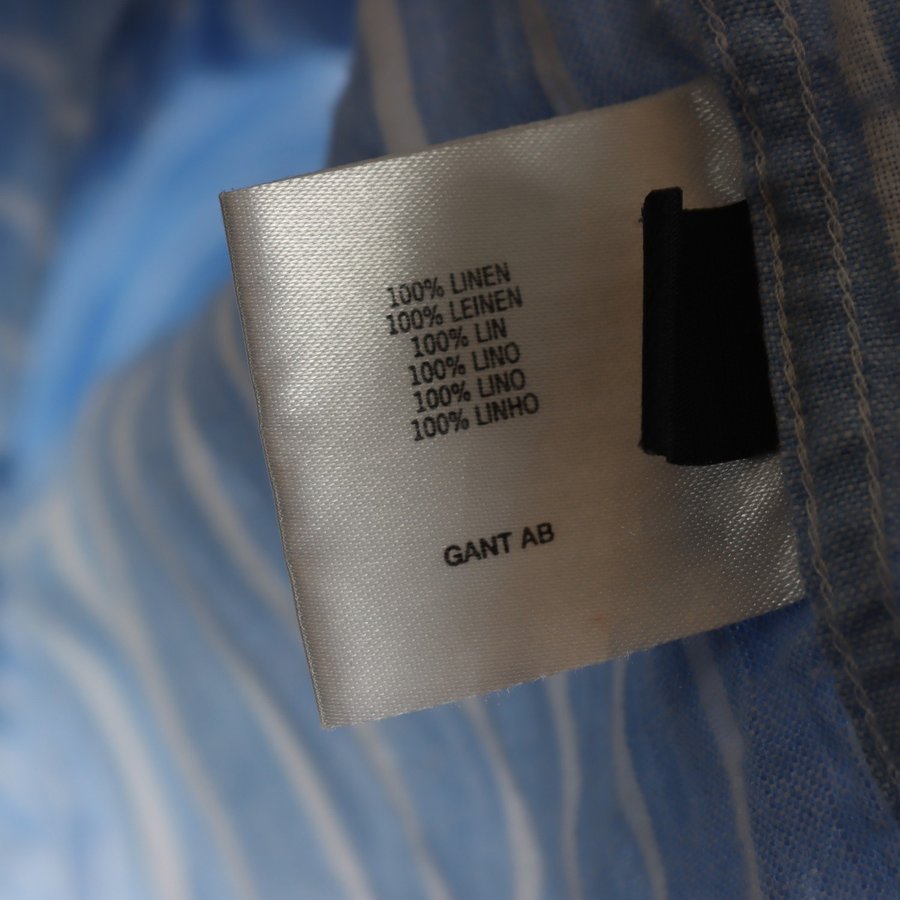 100% LINEN
100% LEINEN
100% LIN
100% LINO
100% LINO
100% LINHO
GANT AB